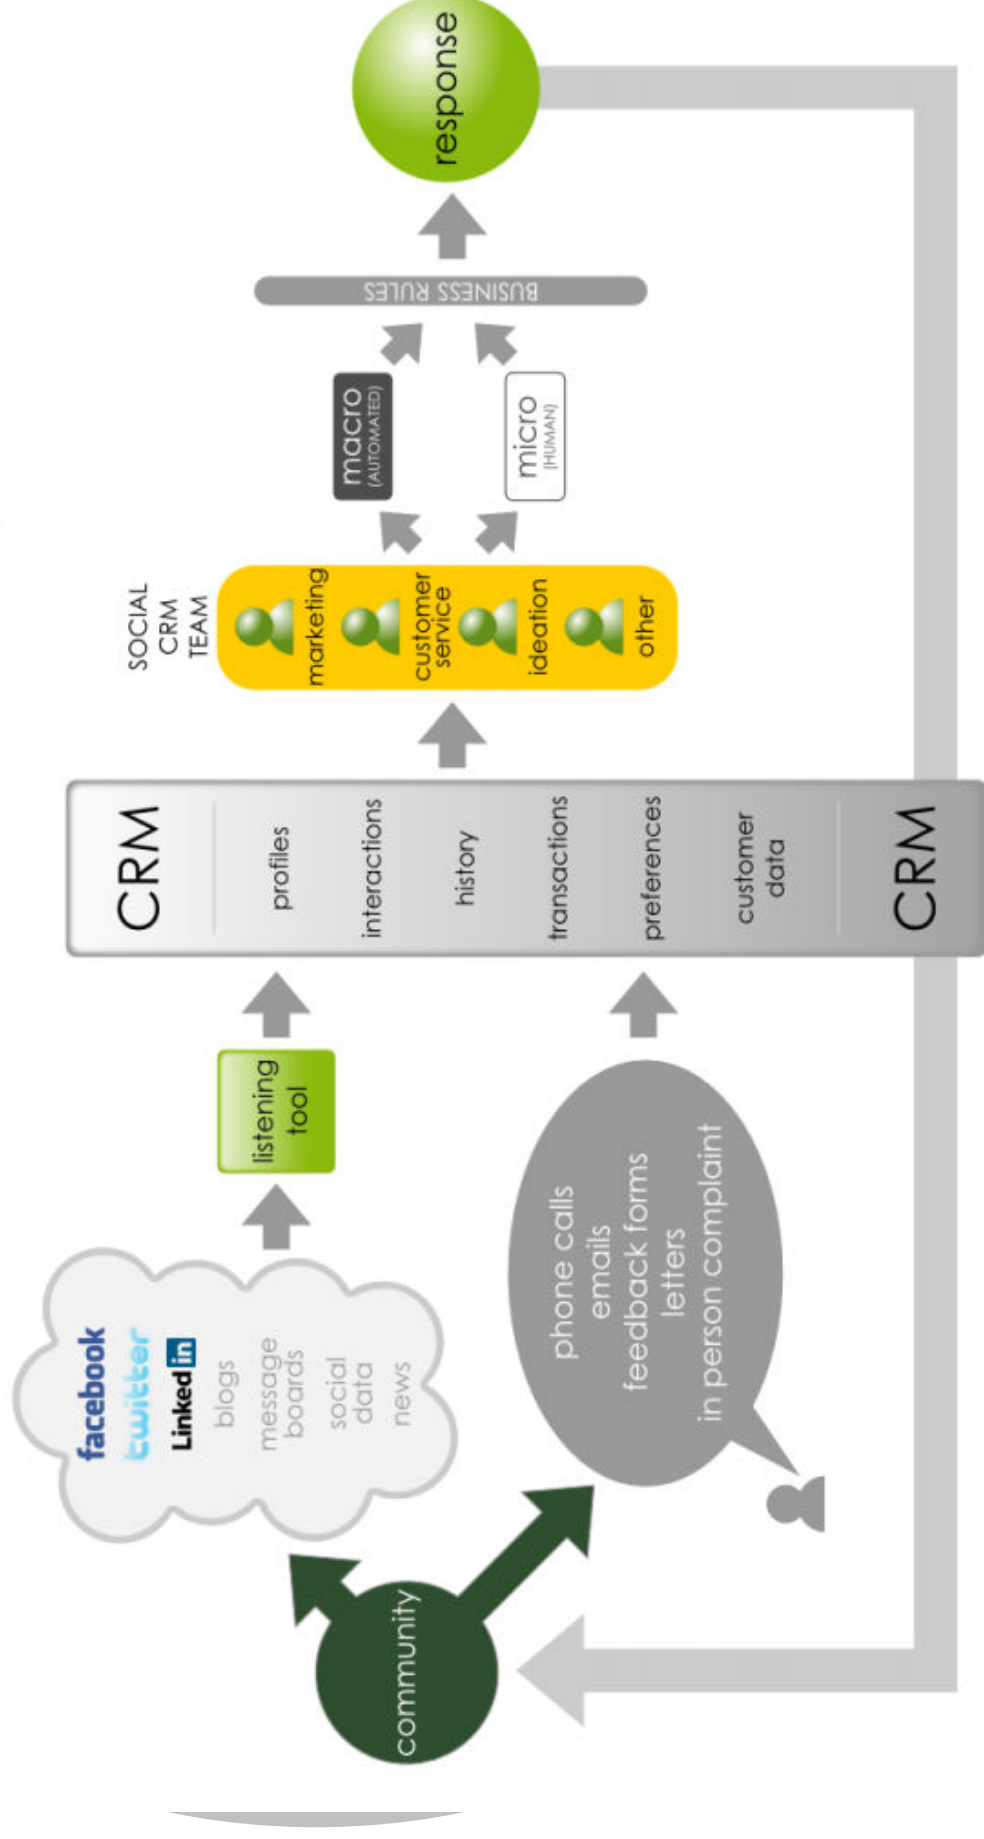 community
facebook
twitter
Linked in
blogs
message
boards
social
data
news
phone calls
emails
feedback forms
letters
in person complaint
listening
tool
CRM
profiles
interactions
history
transactions
preferences
customer
data
CRM
SOCIAL
CRM
TEAM
marketing
customer
service
ideation
other
macro
(AUTOMATED)
micro
(HUMAN)
BUSINESS RULES
response